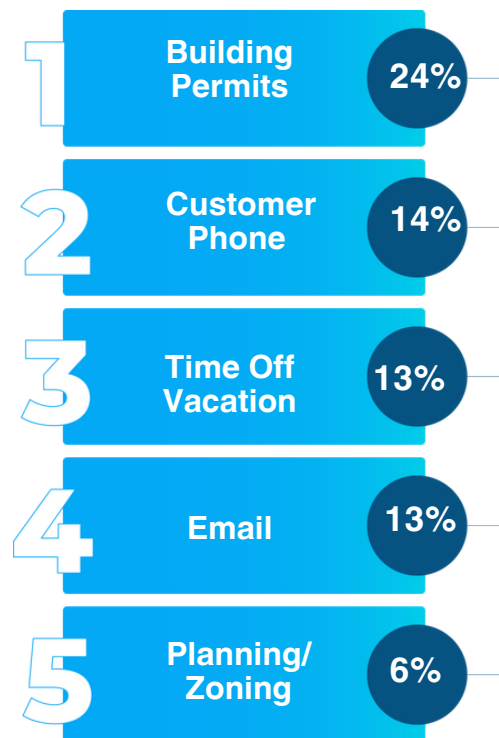 1
Building
Permits
24%
2
Customer
Phone
14%
3
Time Off
Vacation
13%
4
Email
13%
5
Planning/
Zoning
6%